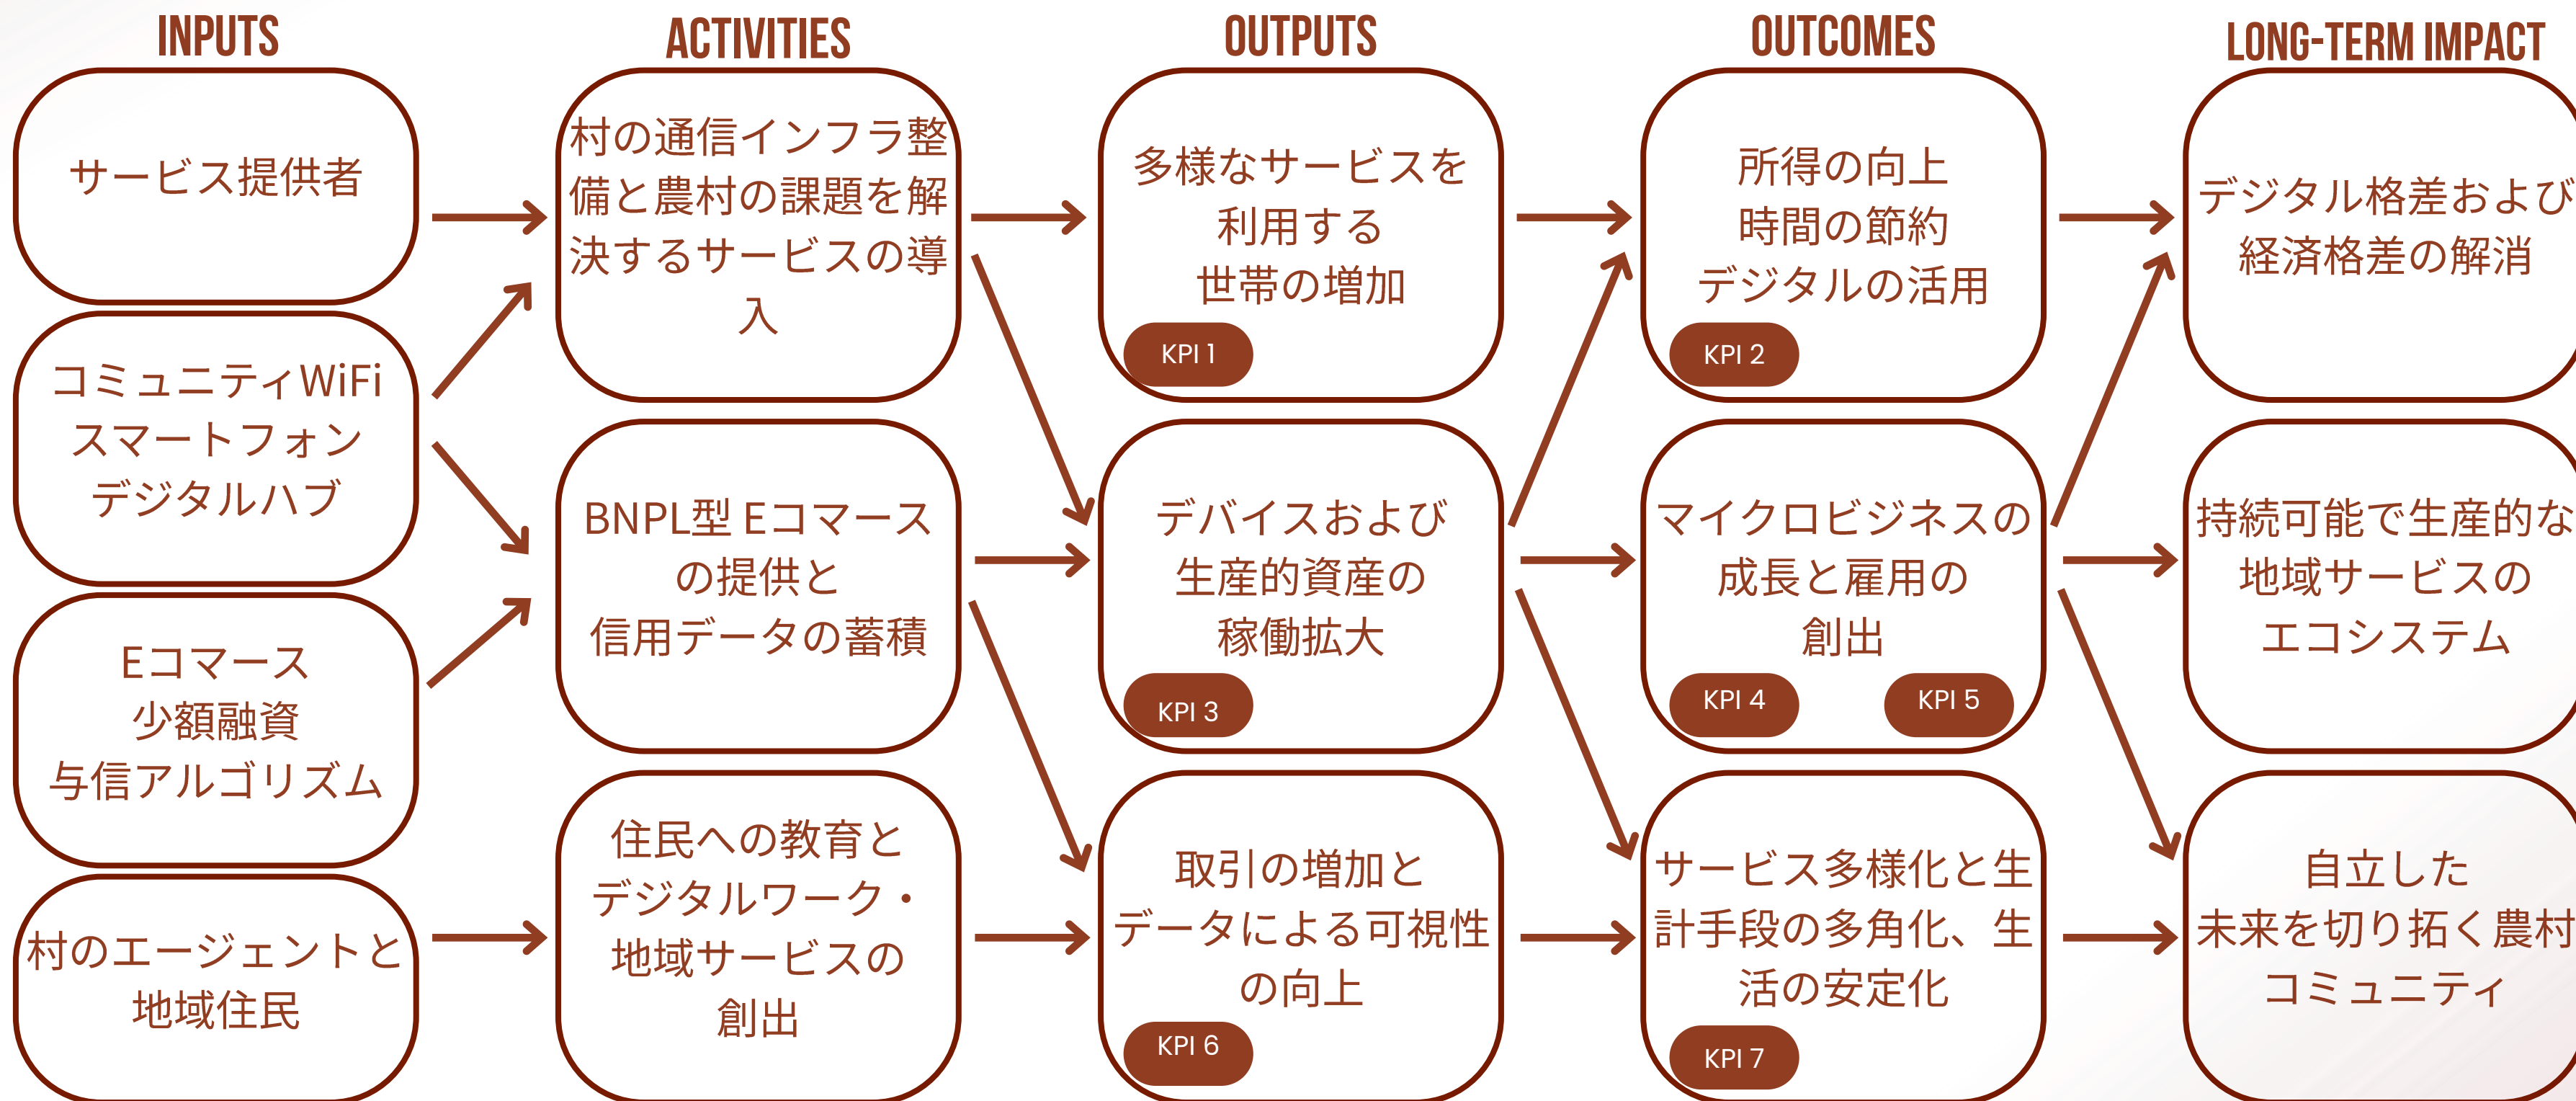 INPUTS
サービス提供者
コミュニティWiFi
スマートフォン
デジタルハブ
Eコマース
少額融資
与信アルゴリズム
村のエージェントと
地域住民
ACTIVITIES
村の通信インフラ整
備と農村の課題を解
決するサービスの導
入
BNPL型 Eコマース
の提供と
信用データの蓄積
住民への教育と
デジタルワーク・
地域サービスの
創出
OUTPUTS
多様なサービスを
利用する
世帯の増加
KPI 1
デバイスおよび
生産的資産の
稼働拡大
KPI 3
取引の増加と
データによる可視性
の向上
KPI 6
OUTCOMES
所得の向上
時間の節約
デジタルの活用
KPI 2
マイクロビジネスの
成長と雇用の
創出
KPI 4
KPI 5
サービス多様化と生
計手段の多角化、生
活の安定化
KPI 7
LONG-TERM IMPACT
デジタル格差および
経済格差の解消
持続可能で生産的な
地域サービスの
エコシステム
自立した
未来を切り拓く農村
コミュニティ